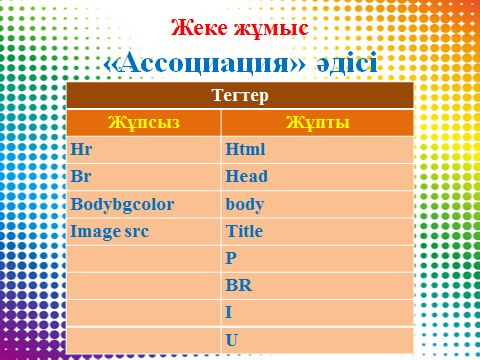 Жеке жұмыс
«Ассоциация» әдісі
Тегтер
Жұпсыз Жұпты
Hr Html
Br Head
Bodybgcolor body
Image src Title
P
BR
I
U